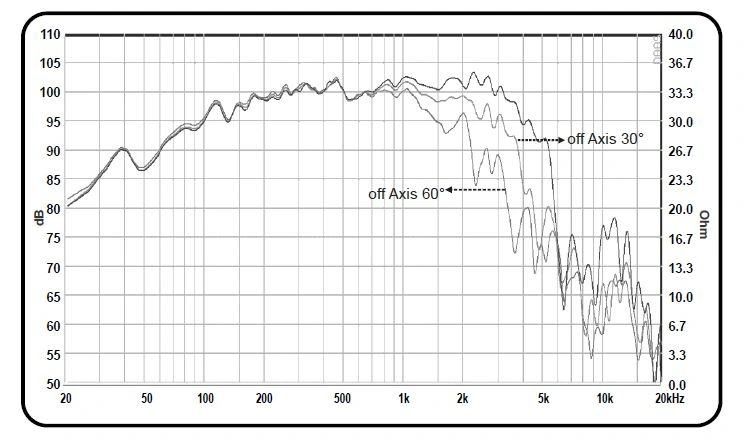 110 40.0
105 36.7
100 33.3
95 30.0
90 off Axis 30° 26.7
85 off Axis 60° 23.3
80 20.0
dB Ohm
75 16.7
70 13.3
65 10.0
60 6.7
55 3.3
50 0.0
20 50 100 200 500 1k 2k 5k 10k 20kHz